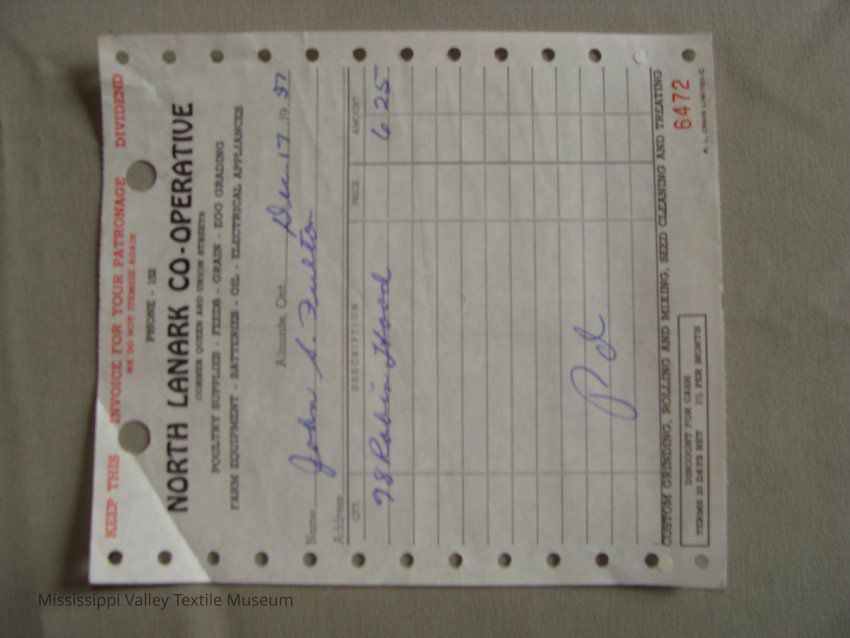 KEEP THIS INVOICE FOR YOUR PATRONAGE DIVIDEND
WE DO NOT ITEMIZE AGAIN
PHONE - 152
NORTH LANARK CO-OPERATIVE
CORNER QUEEN AND UNION STREETS
POULTRY SUPPLIES - FEEDS - GRAIN - EGG GRADING
FARM EQUIPMENT - BATTERIES - OIL - ELECTRICAL APPLIANCES
Almonte, Ont., Dec. 17 19 57
Name John S. Fulton
Address
QTY. DESCRIPTION PRICE AMOUNT
98 Robin Hood 6 25
Pd
CUSTOM GRINDING, ROLLING AND MIXING, SEED CLEANING AND TREATING
DISCOUNT FOR CASH
TERMS 30 DAYS NET 1% PER MONTH
6472
R. L. CRAIN LIMITED
Mississippi Valley Textile Museum